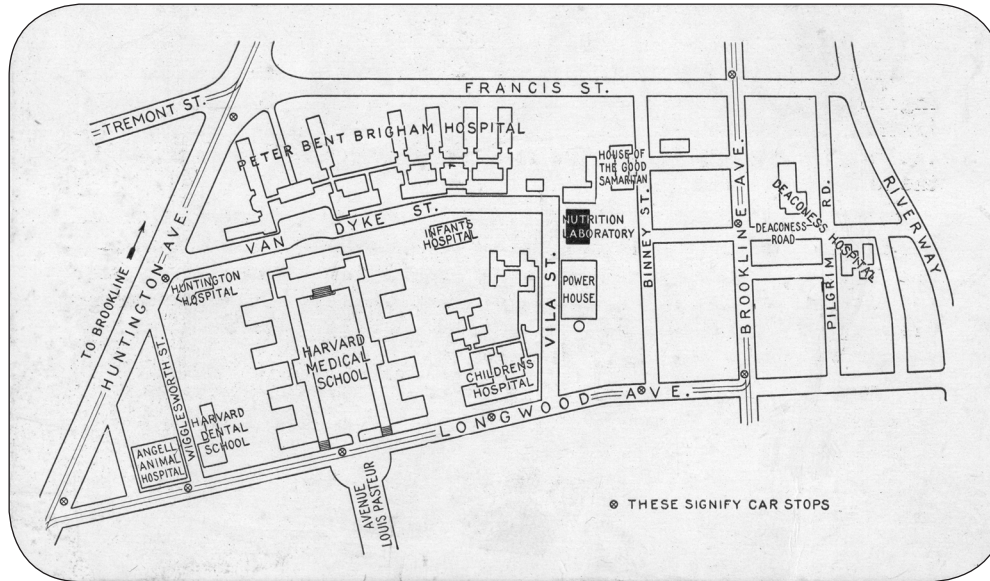 FRANCIS ST.
TREMONT ST.
PETER BENT BRIGHAM HOSPITAL
HOUSE OF
THE GOOD
SAMARITAN
DEACONESS HOSPITAL
RIVERWAY
VAN DYKE ST.
INFANTS
HOSPITAL
NUTRITION
LABORATORY
DEACONESS
ROAD
BINNEY ST.
BROOKLINE AVE.
PILGRIM RD.
TO BROOKLINE
HUNTINGTON AVE.
HUNTINGTON
HOSPITAL
POWER
HOUSE
VILA ST.
HARVARD
MEDICAL
SCHOOL
CHILDRENS
HOSPITAL
WIGGLESWORTH ST.
HARVARD
DENTAL
SCHOOL
LONGWOOD AVE.
ANGELL
ANIMAL
HOSPITAL
AVENUE
LOUIS PASTEUR
THESE SIGNIFY CAR STOPS